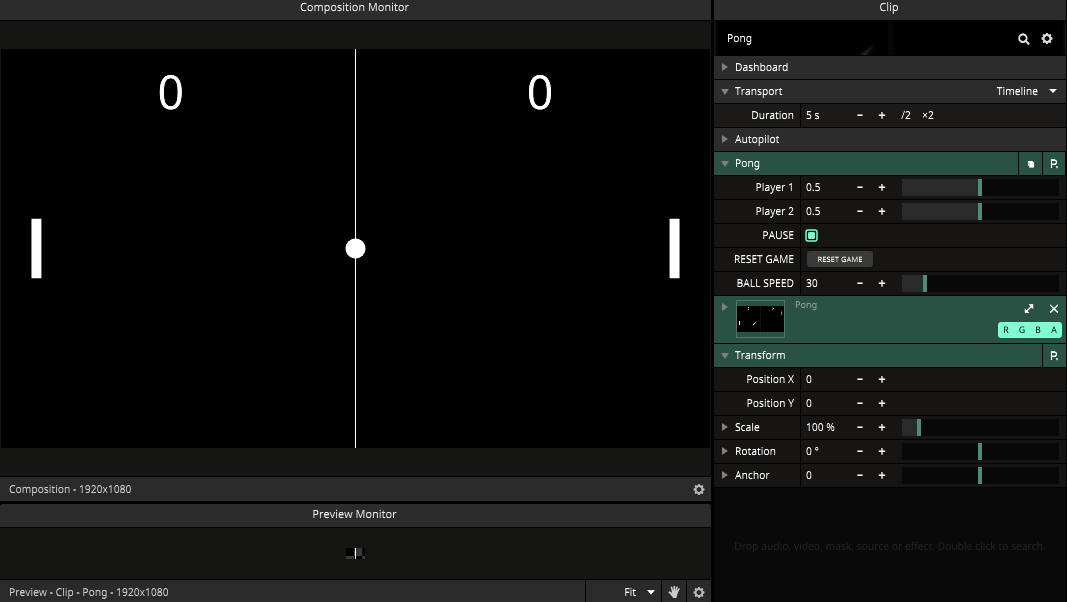 Composition Monitor
0 0
Composition - 1920x1080
Preview Monitor
Preview - Clip - Pong - 1920x1080
Fit
Clip
Pong
Dashboard
Transport Timeline
Duration 5 s - + /2 ×2
Autopilot
Pong P.
Player 1 0.5 - +
Player 2 0.5 - +
PAUSE
RESET GAME RESET GAME
BALL SPEED 30 - +
Pong
R G B A
Transform P.
Position X 0 - +
Position Y 0 - +
Scale 100 % - +
Rotation 0 ° - +
Anchor 0 - +
Drop audio, video, mask, source or effect. Double click to search.